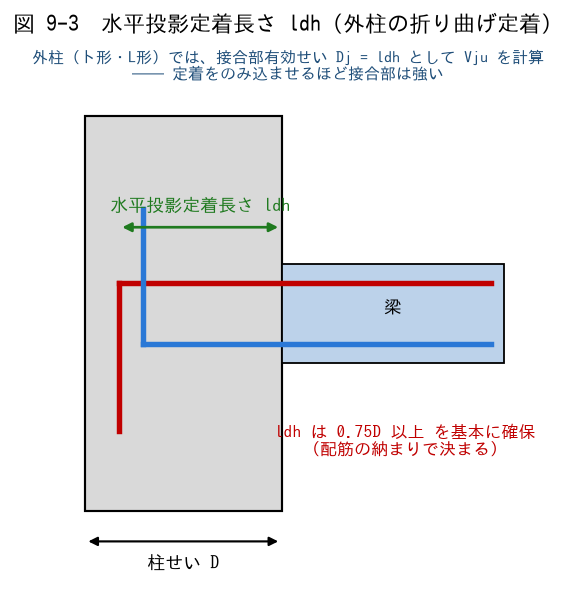 図 9-3 水平投影定着長さ ldh（外柱の折り曲げ定着）
外柱（ト形・L形）では、接合部有効せい Dj = ldh として Vju を計算
―― 定着をのみ込ませるほど接合部は強い
水平投影定着長さ ldh
梁
ldh は 0.75D 以上 を基本に確保
（配筋の納まりで決まる）
柱せい D